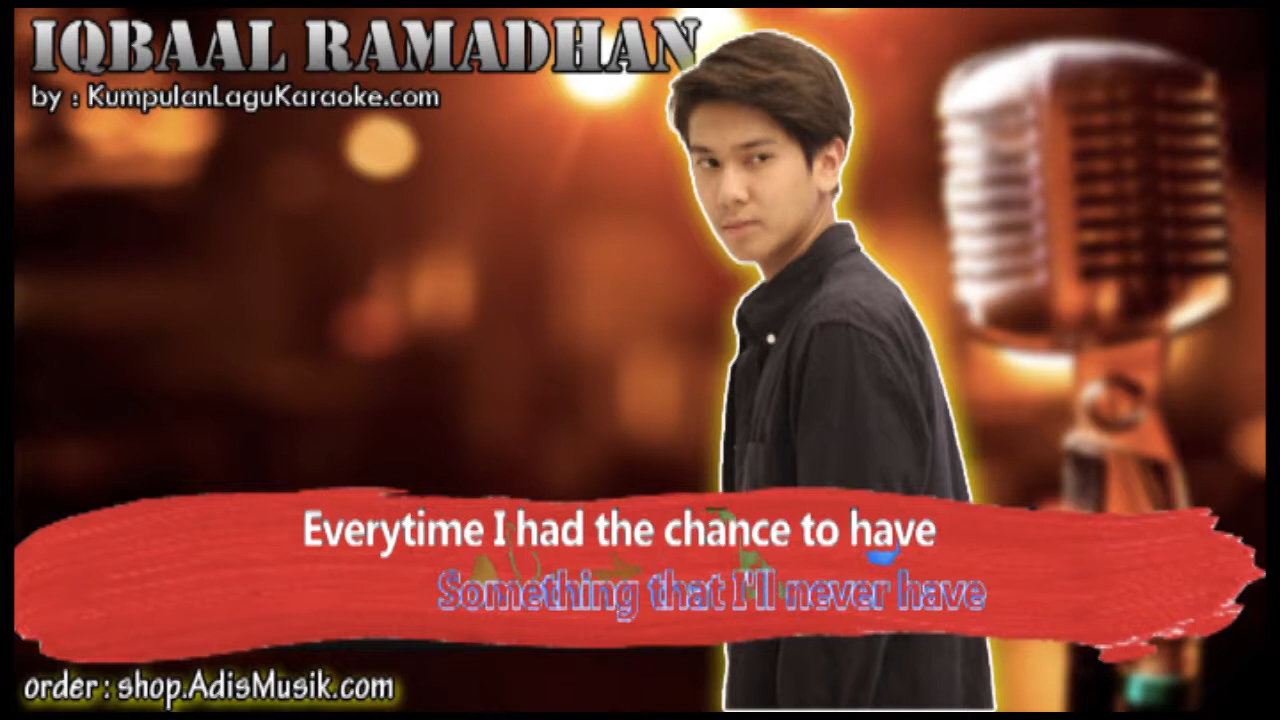 IQBAAL RAMADHAN
by : KumpulanLaguKaraoke.com
Everytime I had the chance to have
Something that I'll never have
order : shop.AdisMusik.com